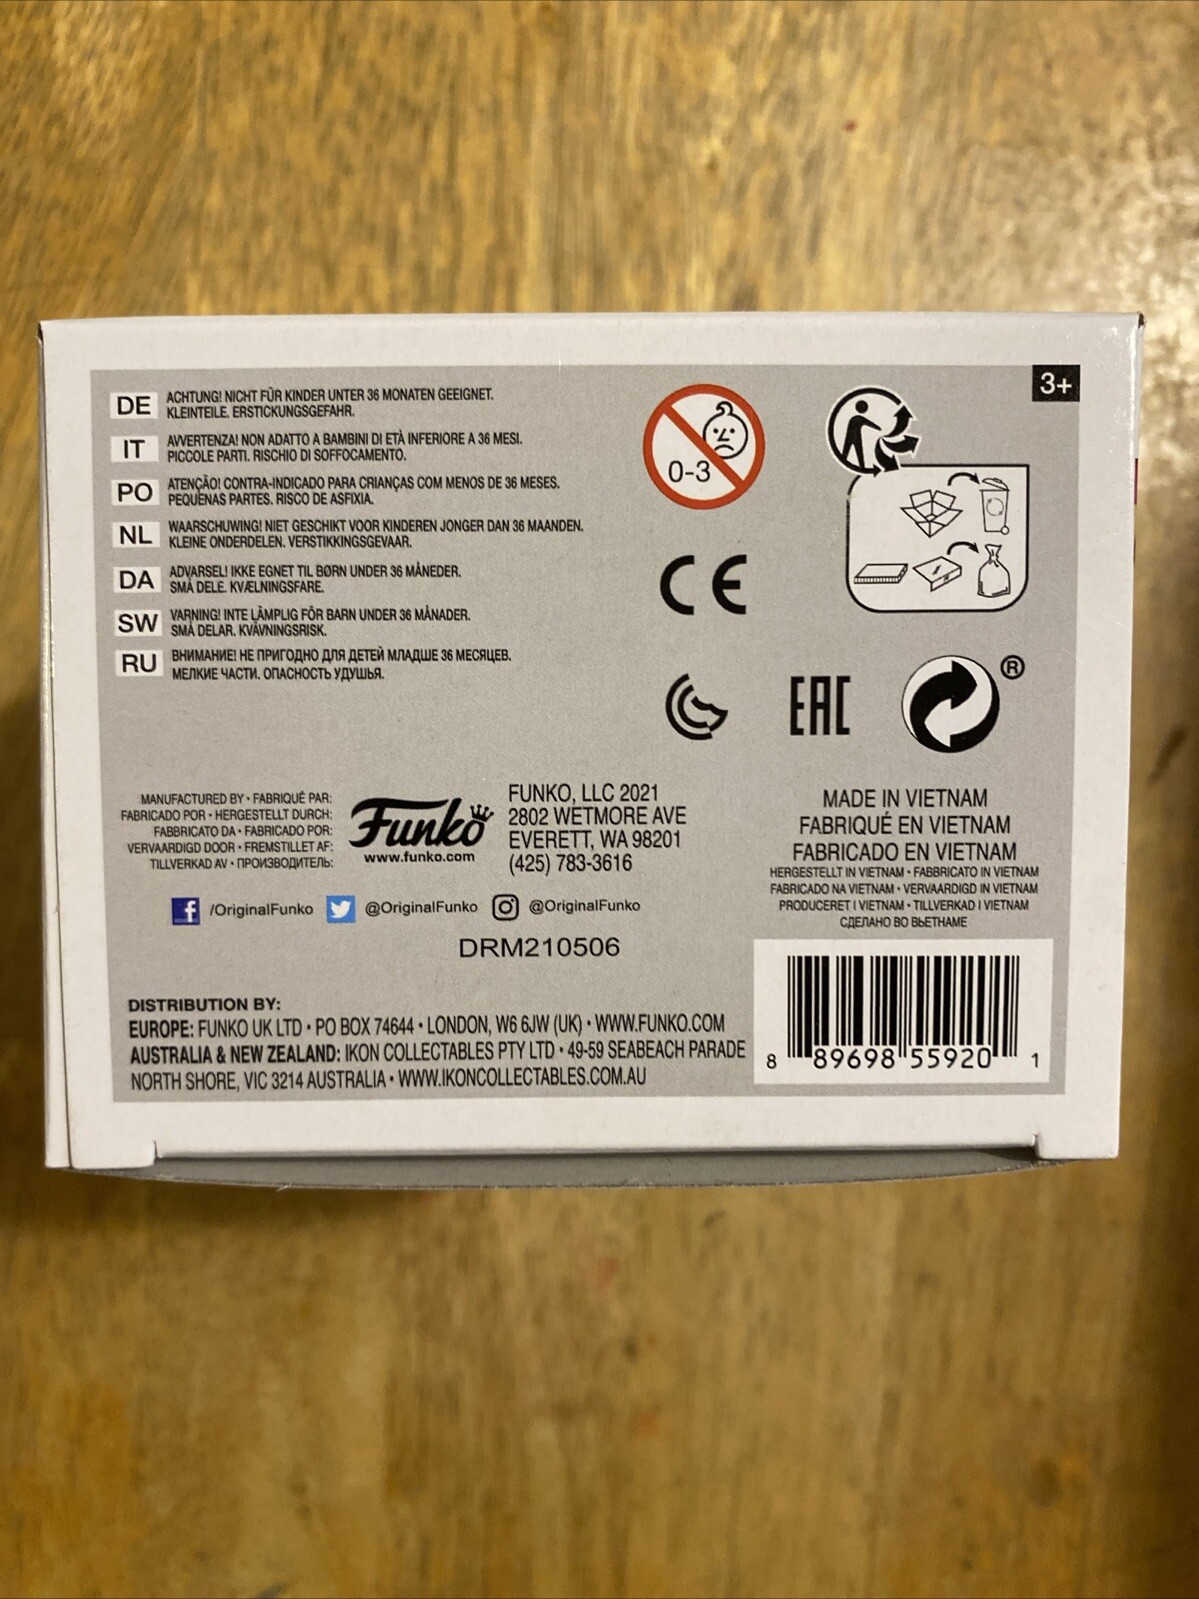 3+
DE
ACHTUNG! NICHT FÜR KINDER UNTER 36 MONATEN GEEIGNET.
KLEINTEILE. ERSTICKUNGSGEFAHR.
IT
AVVERTENZA! NON ADATTO A BAMBINI DI ETÀ INFERIORE A 36 MESI.
PICCOLE PARTI. RISCHIO DI SOFFOCAMENTO.
PO
ATENÇÃO! CONTRA-INDICADO PARA CRIANÇAS COM MENOS DE 36 MESES.
PEQUENAS PARTES. RISCO DE ASFIXIA.
NL
WAARSCHUWING! NIET GESCHIKT VOOR KINDEREN JONGER DAN 36 MAANDEN.
KLEINE ONDERDELEN. VERSTIKKINGSGEVAAR.
DA
ADVARSEL! IKKE EGNET TIL BØRN UNDER 36 MÅNEDER.
SMÅ DELE. KVÆLNINGSFARE.
SW
VARNING! INTE LÄMPLIG FÖR BARN UNDER 36 MÅNADER.
SMÅ DELAR. KVÄVNINGSRISK.
RU
ВНИМАНИЕ! НЕ ПРИГОДНО ДЛЯ ДЕТЕЙ МЛАДШЕ 36 МЕСЯЦЕВ.
МЕЛКИЕ ЧАСТИ. ОПАСНОСТЬ УДУШЬЯ.
0-3
CE
EAC
®
MANUFACTURED BY • FABRIQUÉ PAR:
FABRICADO POR • HERGESTELLT DURCH:
FABBRICATO DA • FABRICADO POR:
VERVAARDIGD DOOR • FREMSTILLET AF:
TILLVERKAD AV • ПРОИЗВОДИТЕЛЬ:
Funko
www.funko.com
FUNKO, LLC 2021
2802 WETMORE AVE
EVERETT, WA 98201
(425) 783-3616
/OriginalFunko @OriginalFunko @OriginalFunko
DRM210506
MADE IN VIETNAM
FABRIQUÉ EN VIETNAM
FABRICADO EN VIETNAM
HERGESTELLT IN VIETNAM • FABBRICATO IN VIETNAM
FABRICADO NA VIETNAM • VERVAARDIGD IN VIETNAM
PRODUCERET I VIETNAM • TILLVERKAD I VIETNAM
СДЕЛАНО ВО ВЬЕТНАМЕ
DISTRIBUTION BY:
EUROPE: FUNKO UK LTD • PO BOX 74644 • LONDON, W6 6JW (UK) • WWW.FUNKO.COM
AUSTRALIA & NEW ZEALAND: IKON COLLECTABLES PTY LTD • 49-59 SEABEACH PARADE
NORTH SHORE, VIC 3214 AUSTRALIA • WWW.IKONCOLLECTABLES.COM.AU
8 89698 55920 1